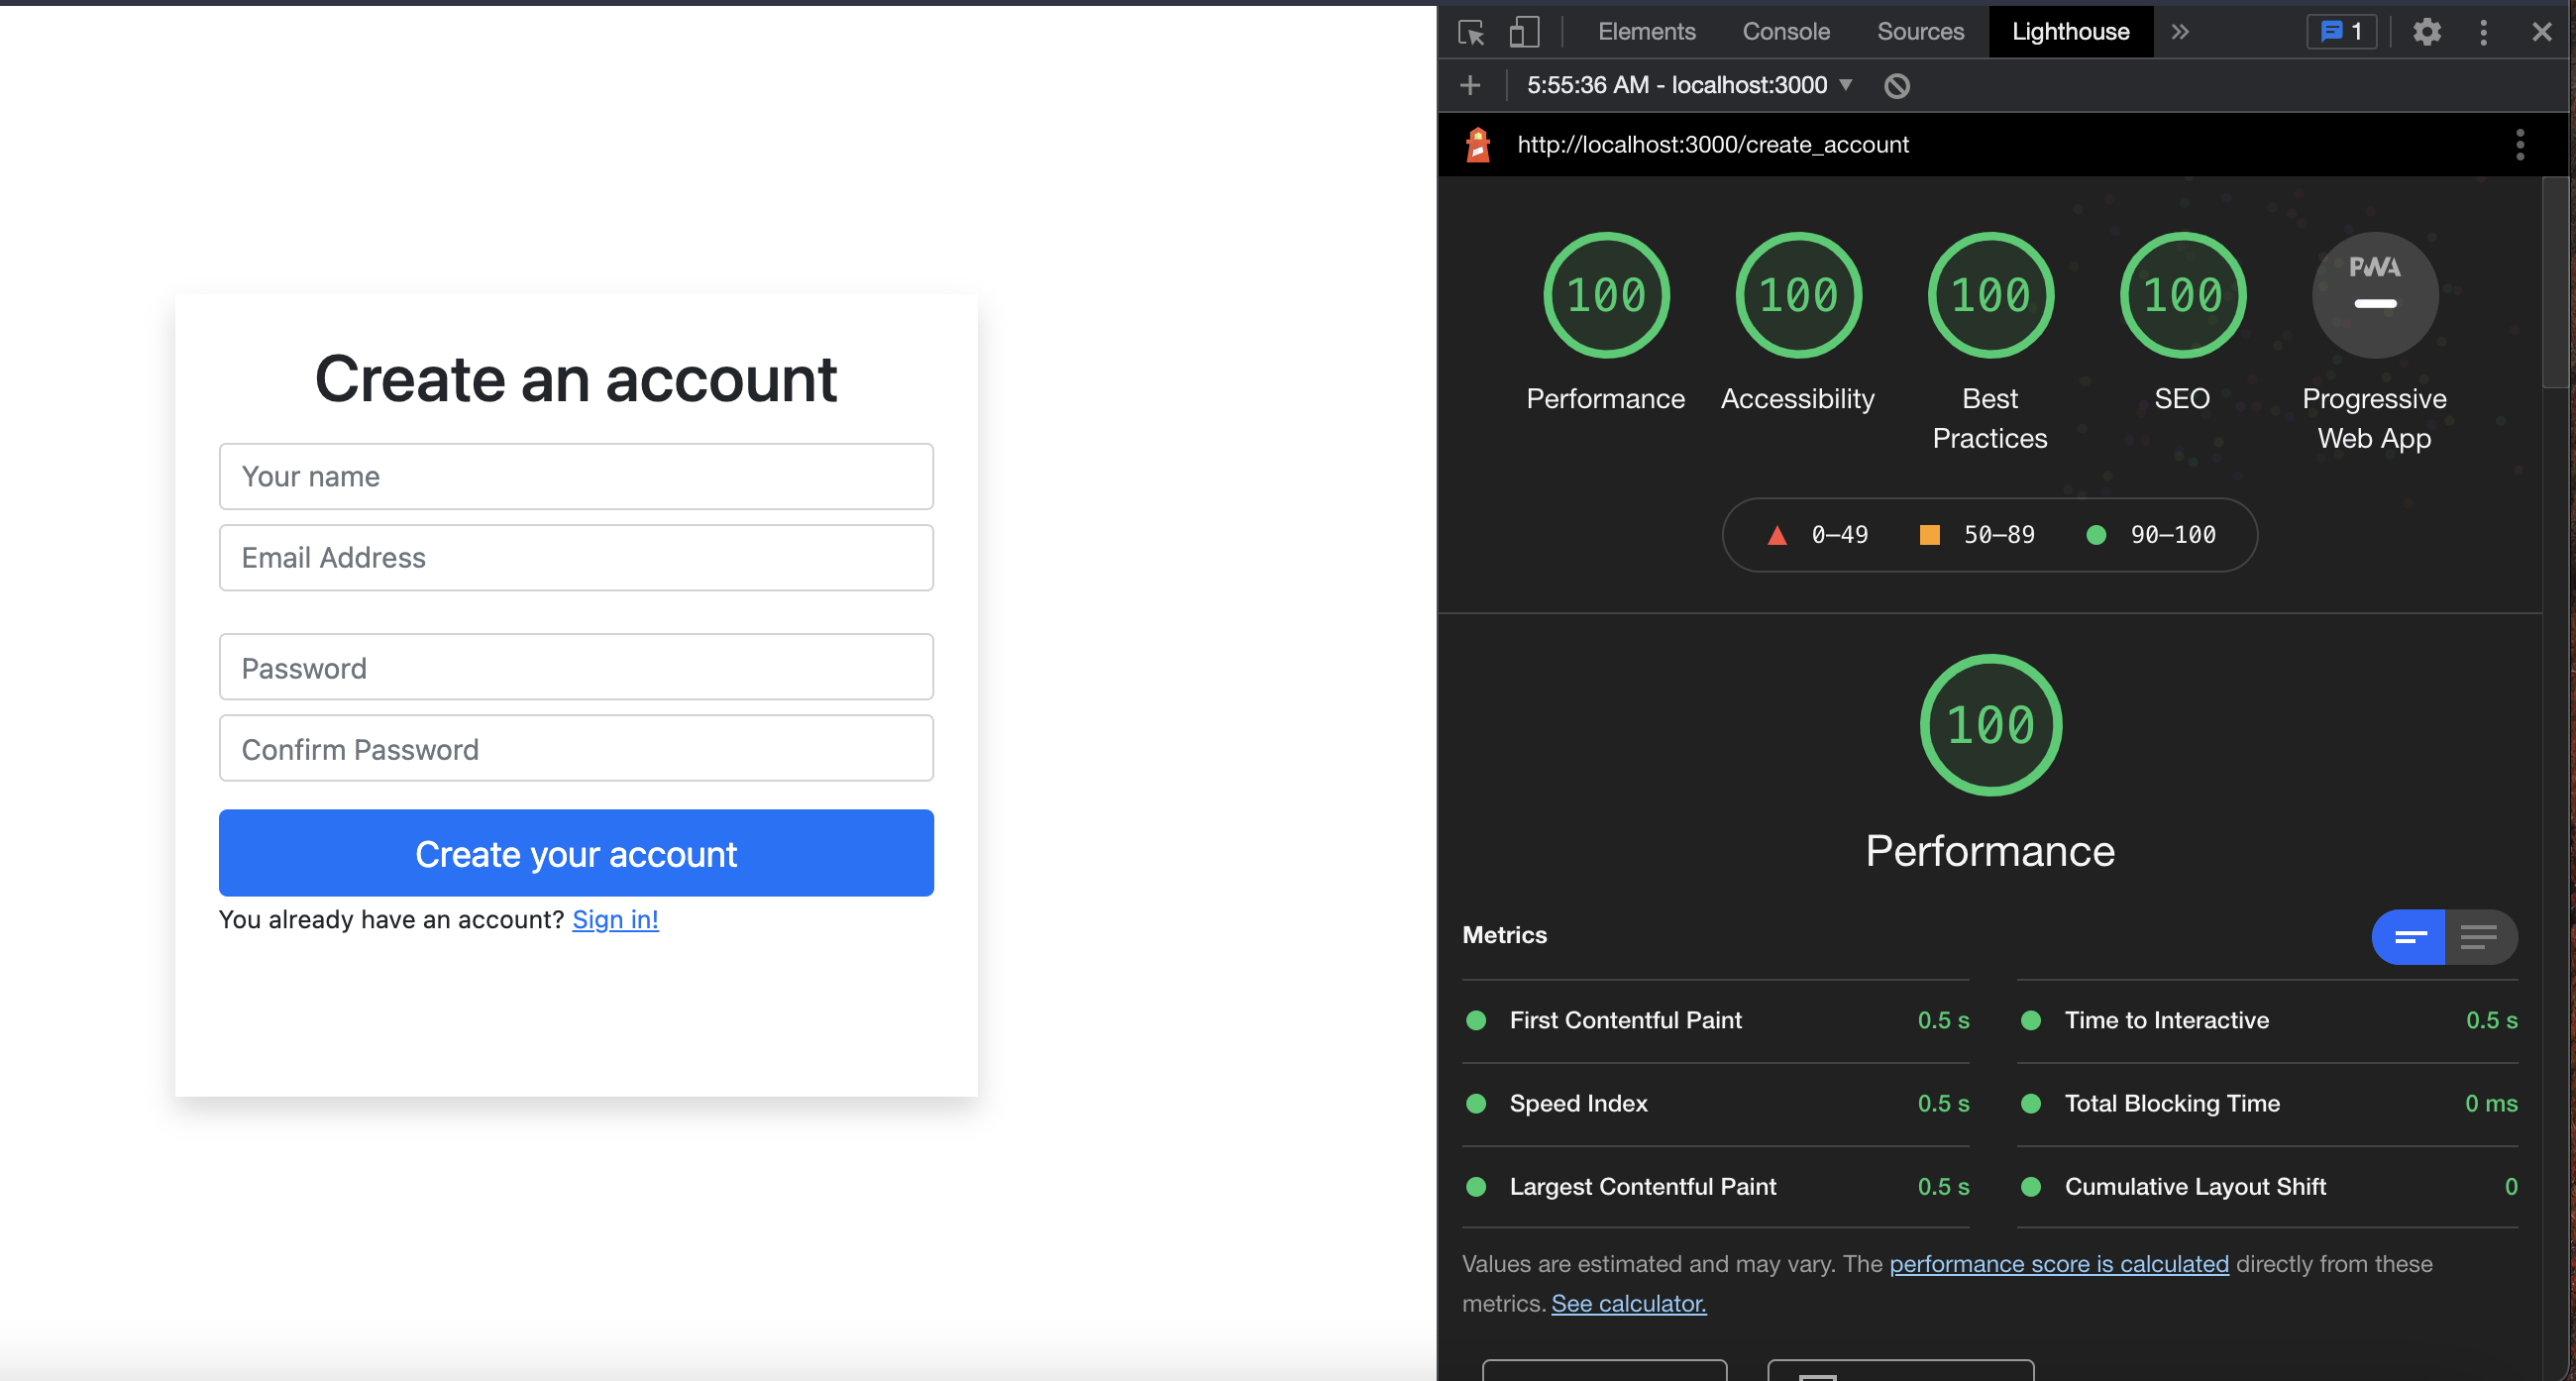 Create an account
Your name
Email Address
Password
Confirm Password
Create your account
You already have an account? Sign in!
Elements Console Sources Lighthouse » 1
5:55:36 AM - localhost:3000
http://localhost:3000/create_account
100 100 100 100 PWA
Performance Accessibility Best Practices SEO Progressive Web App
0–49 50–89 90–100
100
Performance
Metrics
First Contentful Paint 0.5 s
Time to Interactive 0.5 s
Speed Index 0.5 s
Total Blocking Time 0 ms
Largest Contentful Paint 0.5 s
Cumulative Layout Shift 0
Values are estimated and may vary. The performance score is calculated directly from these
metrics. See calculator.